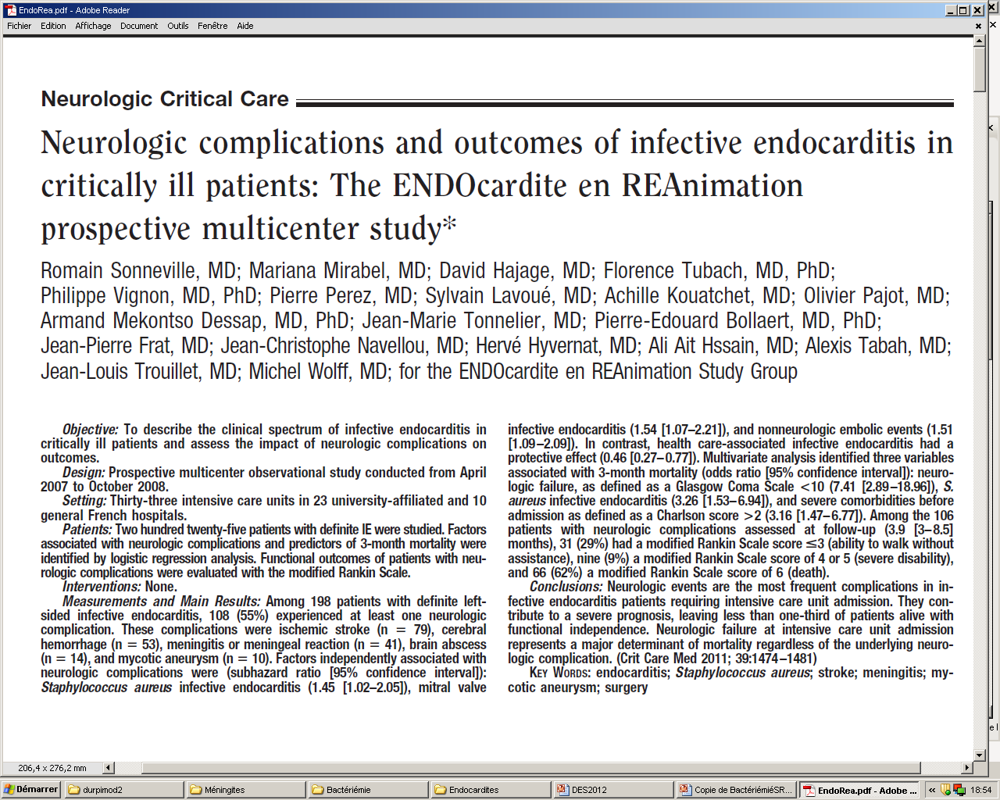 EndoRea.pdf - Adobe Reader
Fichier Edition Affichage Document Outils Fenêtre Aide
Neurologic Critical Care
Neurologic complications and outcomes of infective endocarditis in
critically ill patients: The ENDOcardite en REAnimation
prospective multicenter study*
Romain Sonneville, MD; Mariana Mirabel, MD; David Hajage, MD; Florence Tubach, MD, PhD;
Philippe Vignon, MD, PhD; Pierre Perez, MD; Sylvain Lavoué, MD; Achille Kouatchet, MD; Olivier Pajot, MD;
Armand Mekontso Dessap, MD, PhD; Jean-Marie Tonnelier, MD; Pierre-Edouard Bollaert, MD, PhD;
Jean-Pierre Frat, MD; Jean-Christophe Navellou, MD; Hervé Hyvernat, MD; Ali Ait Hssain, MD; Alexis Tabah, MD;
Jean-Louis Trouillet, MD; Michel Wolff, MD; for the ENDOcardite en REAnimation Study Group
Objective: To describe the clinical spectrum of infective endocarditis in
critically ill patients and assess the impact of neurologic complications on
outcomes.
Design: Prospective multicenter observational study conducted from April
2007 to October 2008.
Setting: Thirty-three intensive care units in 23 university-affiliated and 10
general French hospitals.
Patients: Two hundred twenty-five patients with definite IE were studied. Factors
associated with neurologic complications and predictors of 3-month mortality were
identified by logistic regression analysis. Functional outcomes of patients with neu-
rologic complications were evaluated with the modified Rankin Scale.
Interventions: None.
Measurements and Main Results: Among 198 patients with definite left-
sided infective endocarditis, 108 (55%) experienced at least one neurologic
complication. These complications were ischemic stroke (n = 79), cerebral
hemorrhage (n = 53), meningitis or meningeal reaction (n = 41), brain abscess
(n = 14), and mycotic aneurysm (n = 10). Factors independently associated with
neurologic complications were (subhazard ratio [95% confidence interval]):
Staphylococcus aureus infective endocarditis (1.45 [1.02–2.05]), mitral valve
infective endocarditis (1.54 [1.07–2.21]), and nonneurologic embolic events (1.51
[1.09–2.09]). In contrast, health care-associated infective endocarditis had a
protective effect (0.46 [0.27–0.77]). Multivariate analysis identified three variables
associated with 3-month mortality (odds ratio [95% confidence interval]): neuro-
logic failure, as defined as a Glasgow Coma Scale <10 (7.41 [2.89–18.96]), S.
aureus infective endocarditis (3.26 [1.53–6.94]), and severe comorbidities before
admission as defined as a Charlson score >2 (3.16 [1.47–6.77]). Among the 106
patients with neurologic complications assessed at follow-up (3.9 [3–8.5]
months), 31 (29%) had a modified Rankin Scale score ≤3 (ability to walk without
assistance), nine (9%) a modified Rankin Scale score of 4 or 5 (severe disability),
and 66 (62%) a modified Rankin Scale score of 6 (death).
Conclusions: Neurologic events are the most frequent complications in in-
fective endocarditis patients requiring intensive care unit admission. They con-
tribute to a severe prognosis, leaving less than one-third of patients alive with
functional independence. Neurologic failure at intensive care unit admission
represents a major determinant of mortality regardless of the underlying neuro-
logic complication. (Crit Care Med 2011; 39:1474–1481)
KEY WORDS: endocarditis; Staphylococcus aureus; stroke; meningitis; my-
cotic aneurysm; surgery
206,4 x 276,2 mm
Démarrer durpimod2 Méningites Bactériémie Endocardites DES2012 Copie de BactériémiéSR... EndoRea.pdf - Adobe ... « 18:54